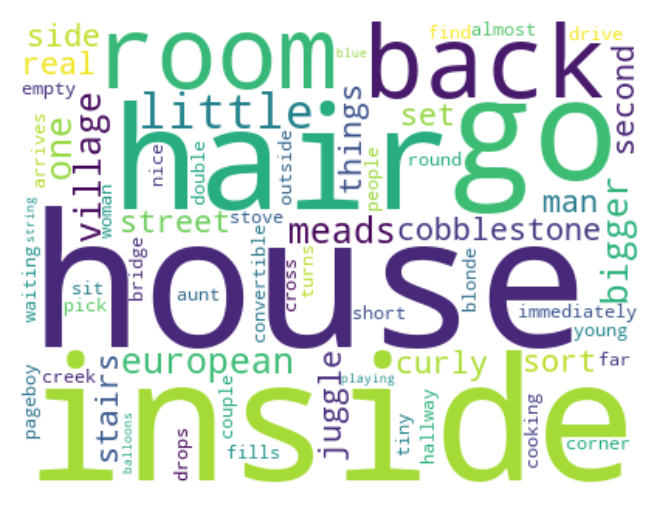 side
room
back
find
almost
drive
real
blue
empty
little
hair
go
things
set
second
village
one
arrives
nice
double
outside
people
round
man
bigger
woman
street
stove
meads
cobblestone
waiting
string
house
bridge
sit
pick
aunt
convertible
cross
turns
short
blonde
immediately
young
european
curly
sort
far
creek
inside
stairs
juggle
playing
pageboy
balloons
drops
couple
fills
tiny
hallway
cooking
corner